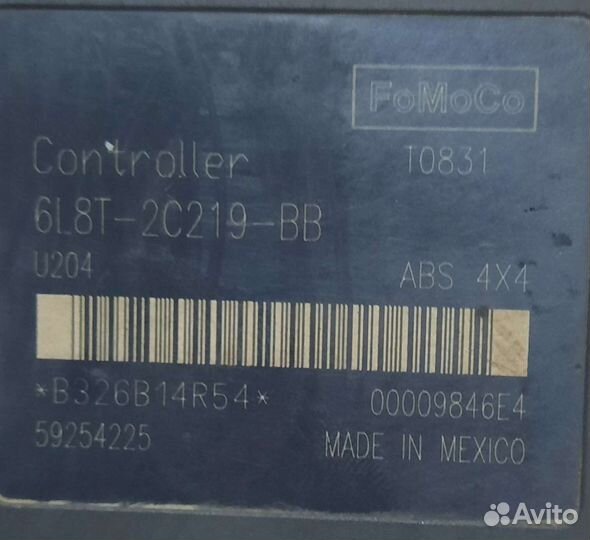 FoMoCo
Controller T0831
6L8T-2C219-BB
U204 ABS 4X4
*B326B14R54* 00009846E4
59254225 MADE IN MEXICO
Avito